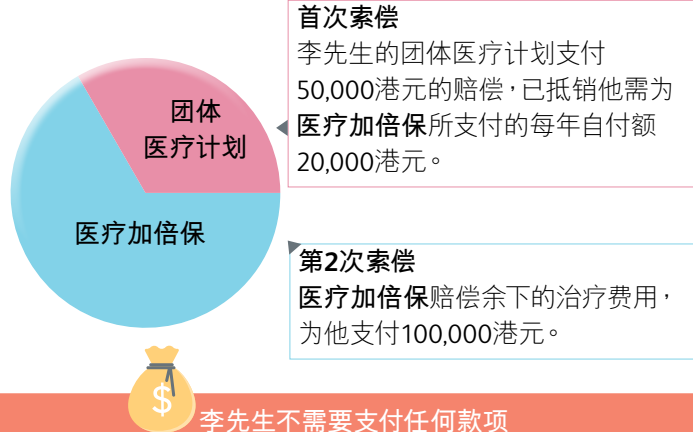 首次索偿
李先生的团体医疗计划支付
50,000港元的赔偿，已抵销他需为
医疗加倍保所支付的每年自付额
20,000港元。
团体
医疗计划
医疗加倍保
第2次索偿
医疗加倍保赔偿余下的治疗费用，
为他支付100,000港元。
$
李先生不需要支付任何款项